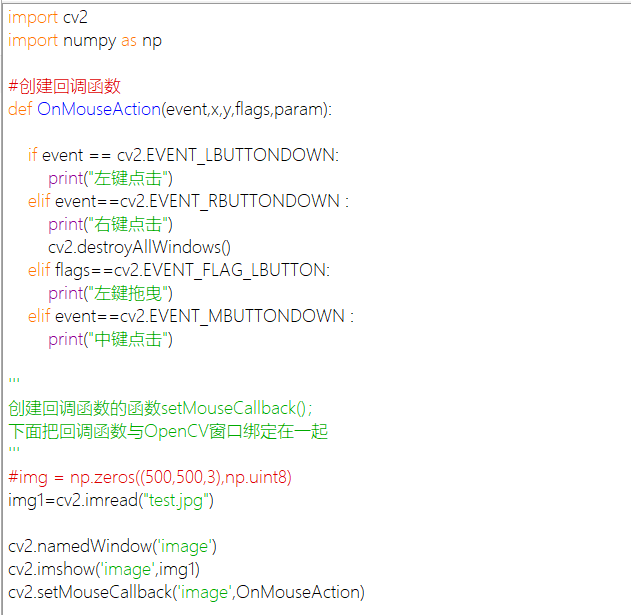 import cv2
import numpy as np
#创建回调函数
def OnMouseAction(event,x,y,flags,param):
if event == cv2.EVENT_LBUTTONDOWN:
print("左键点击")
elif event==cv2.EVENT_RBUTTONDOWN :
print("右键点击")
cv2.destroyAllWindows()
elif flags==cv2.EVENT_FLAG_LBUTTON:
print("左鍵拖曳")
elif event==cv2.EVENT_MBUTTONDOWN :
print("中键点击")
'''
创建回调函数的函数setMouseCallback();
下面把回调函数与OpenCV窗口绑定在一起
'''
#img = np.zeros((500,500,3),np.uint8)
img1=cv2.imread("test.jpg")
cv2.namedWindow('image')
cv2.imshow('image',img1)
cv2.setMouseCallback('image',OnMouseAction)